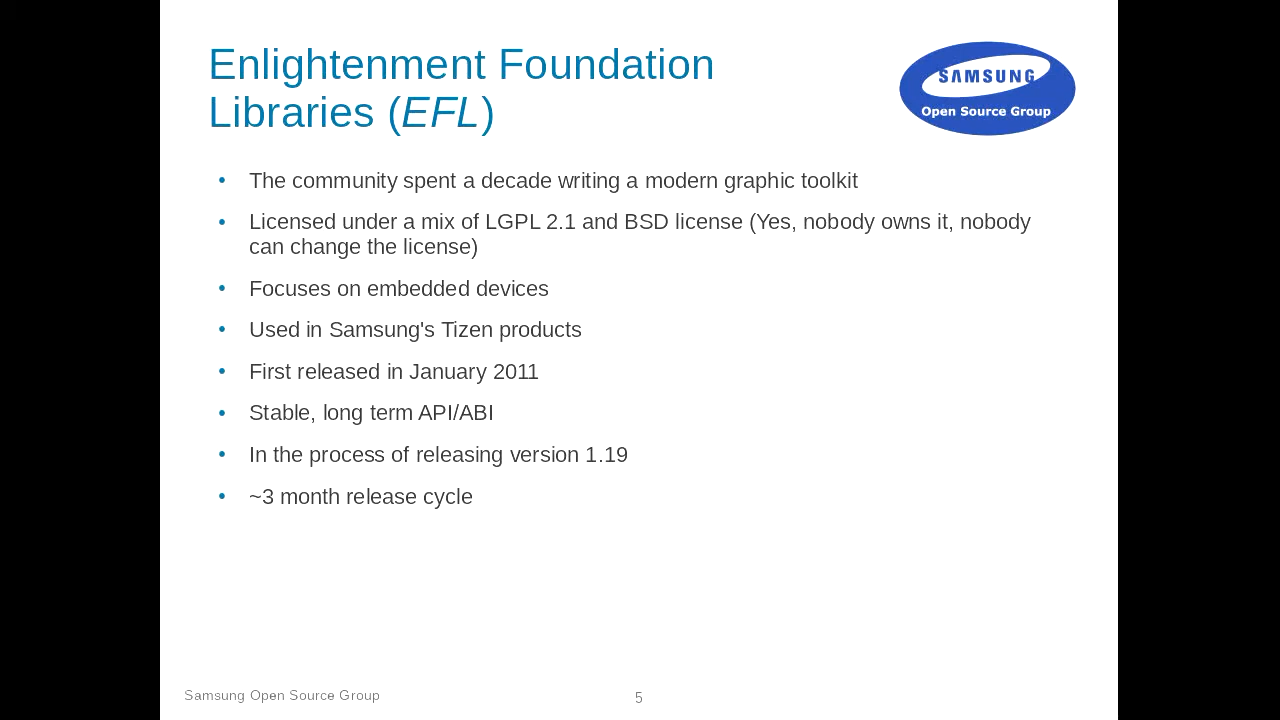 Enlightenment Foundation
Libraries (EFL)
SAMSUNG
Open Source Group
• The community spent a decade writing a modern graphic toolkit
• Licensed under a mix of LGPL 2.1 and BSD license (Yes, nobody owns it, nobody
can change the license)
• Focuses on embedded devices
• Used in Samsung's Tizen products
• First released in January 2011
• Stable, long term API/ABI
• In the process of releasing version 1.19
• ~3 month release cycle
Samsung Open Source Group
5